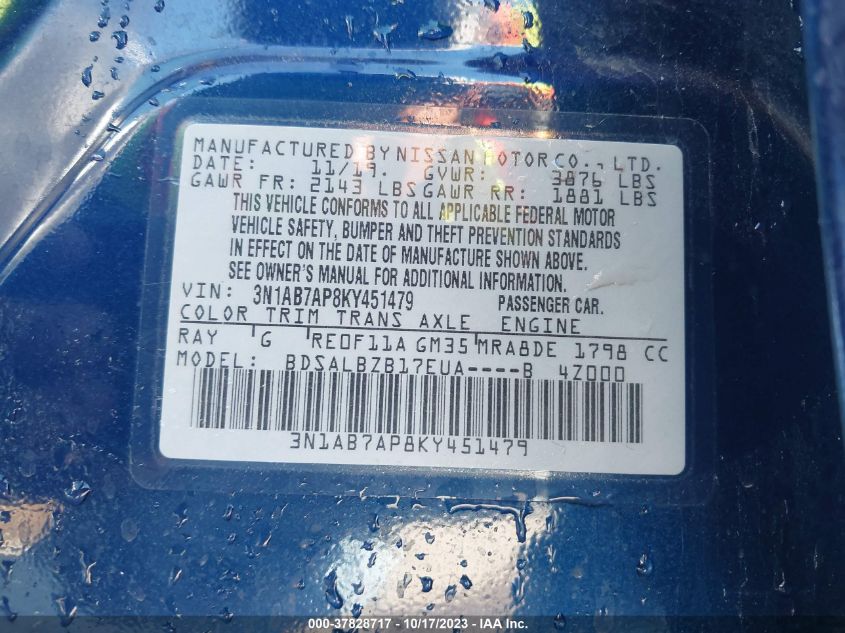 MANUFACTURED BY NISSAN MOTOR CO., LTD.
DATE: 11/19. GVWR: 3876 LBS
GAWR FR: 2143 LBS GAWR RR: 1881 LBS
THIS VEHICLE CONFORMS TO ALL APPLICABLE FEDERAL MOTOR
VEHICLE SAFETY, BUMPER AND THEFT PREVENTION STANDARDS
IN EFFECT ON THE DATE OF MANUFACTURE SHOWN ABOVE.
SEE OWNER'S MANUAL FOR ADDITIONAL INFORMATION.
VIN: 3N1AB7AP8KY451479 PASSENGER CAR.
COLOR TRIM TRANS AXLE ENGINE
RAY G RE0F11A GM35 MRA8DE 1798 CC
BDSALBZB17EUA----B 4Z000
3N1AB7AP8KY451479
000-37828717 - 10/17/2023 - IAA Inc.